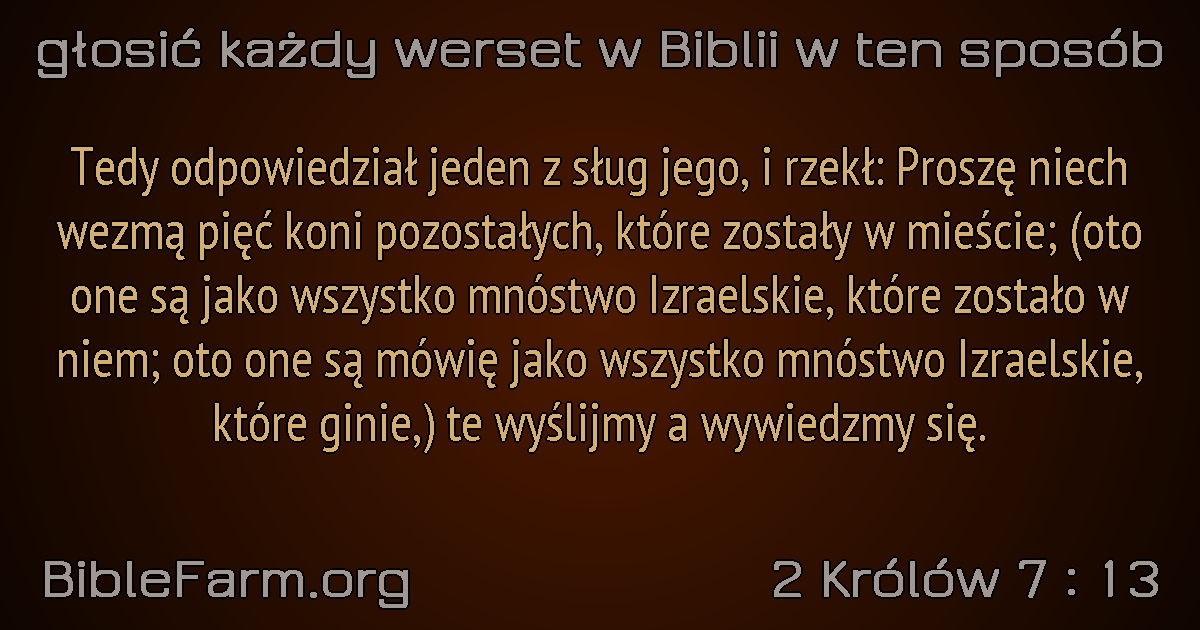 głosić każdy werset w Biblii w ten sposób
Tedy odpowiedział jeden z sług jego, i rzekł: Proszę niech
wezmą pięć koni pozostałych, które zostały w mieście; (oto
one są jako wszystko mnóstwo Izraelskie, które zostało w
niem; oto one są mówię jako wszystko mnóstwo Izraelskie,
które ginie,) te wyślijmy a wywiedzmy się.
BibleFarm.org
2 Królów 7 : 13